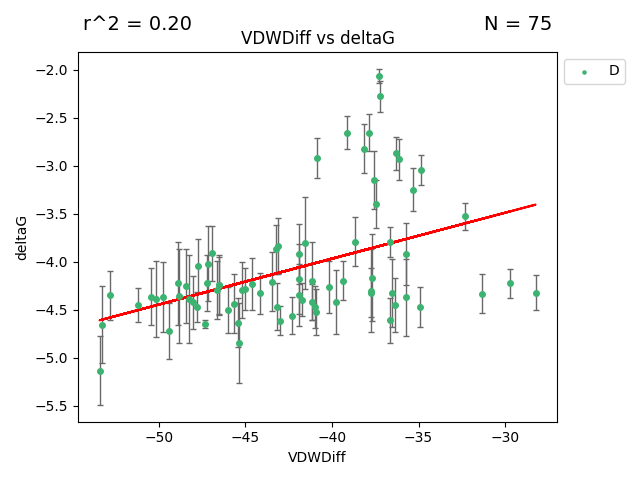 r^2 = 0.20
N = 75
VDWDiff vs deltaG
D
−2.0
−2.5
−3.0
−3.5
−4.0
−4.5
−5.0
−5.5
deltaG
−50
−45
−40
−35
−30
VDWDiff